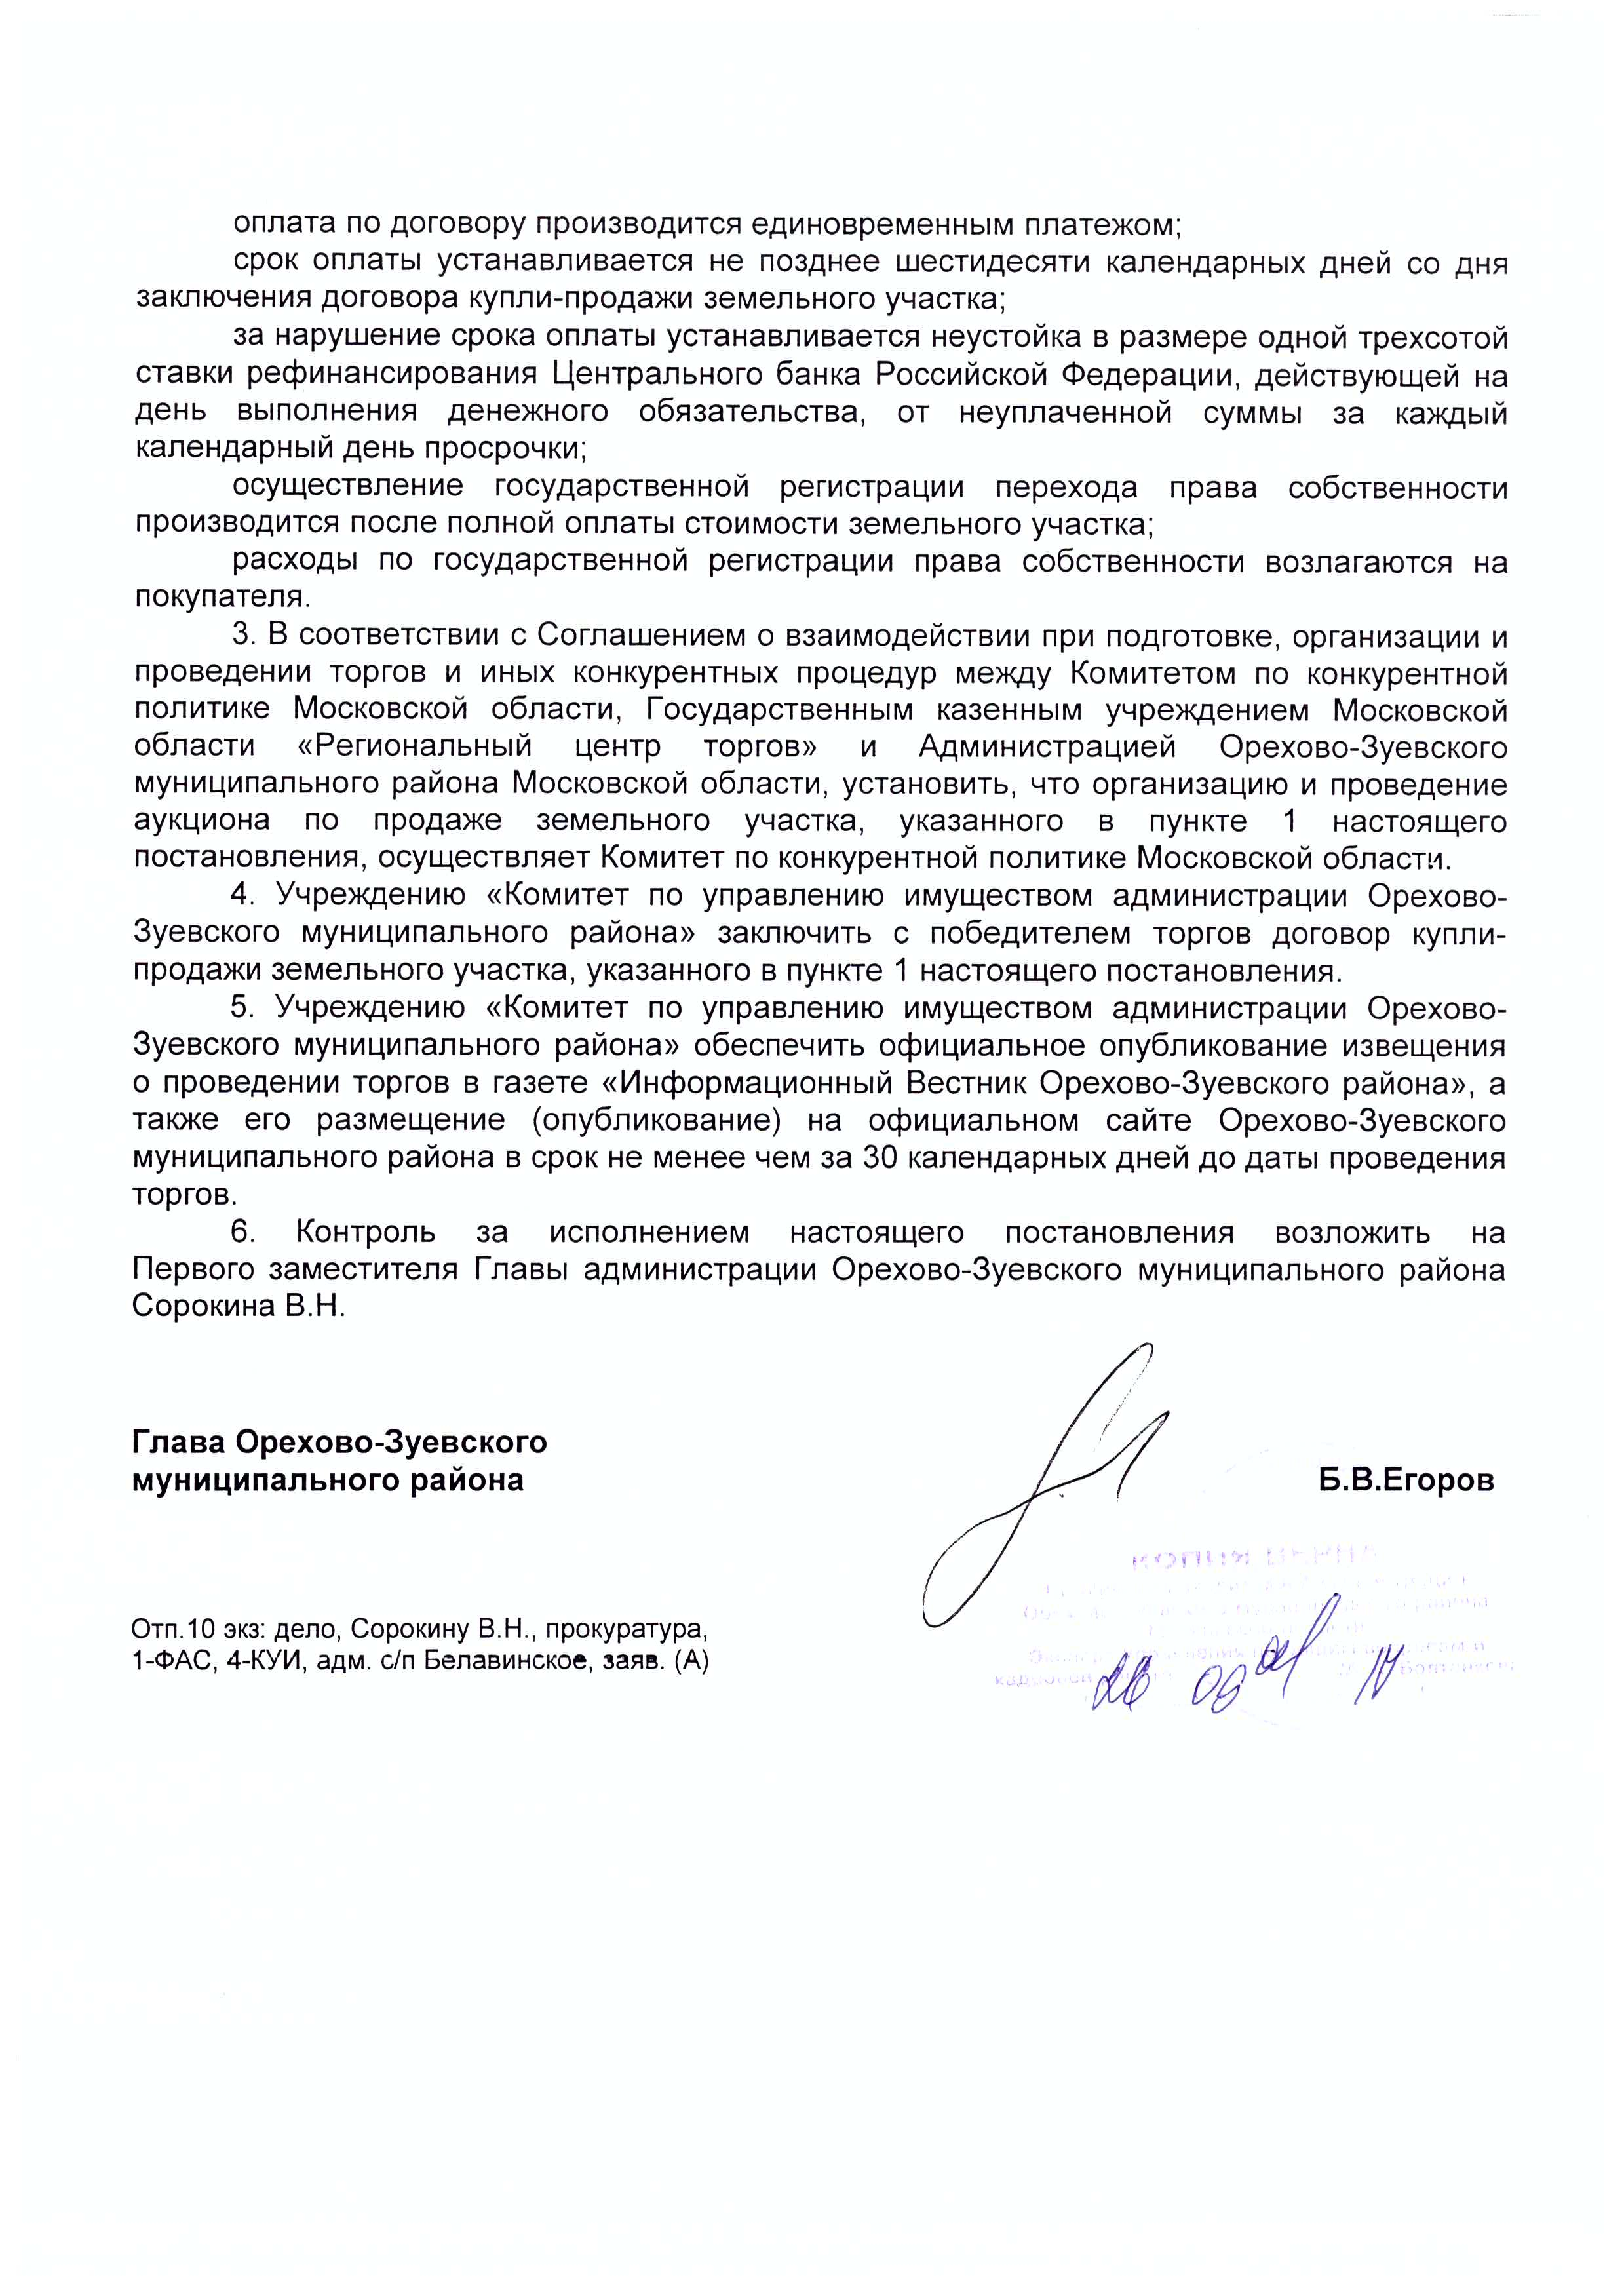 оплата по договору производится единовременным платежом;
срок оплаты устанавливается не позднее шестидесяти календарных дней со дня
заключения договора купли-продажи земельного участка;
за нарушение срока оплаты устанавливается неустойка в размере одной трехсотой
ставки рефинансирования Центрального банка Российской Федерации, действующей на
день выполнения денежного обязательства, от неуплаченной суммы за каждый
календарный день просрочки;
осуществление государственной регистрации перехода права собственности
производится после полной оплаты стоимости земельного участка;
расходы по государственной регистрации права собственности возлагаются на
покупателя.
3. В соответствии с Соглашением о взаимодействии при подготовке, организации и
проведении торгов и иных конкурентных процедур между Комитетом по конкурентной
политике Московской области, Государственным казенным учреждением Московской
области «Региональный центр торгов» и Администрацией Орехово-Зуевского
муниципального района Московской области, установить, что организацию и проведение
аукциона по продаже земельного участка, указанного в пункте 1 настоящего
постановления, осуществляет Комитет по конкурентной политике Московской области.
4. Учреждению «Комитет по управлению имуществом администрации Орехово-
Зуевского муниципального района» заключить с победителем торгов договор купли-
продажи земельного участка, указанного в пункте 1 настоящего постановления.
5. Учреждению «Комитет по управлению имуществом администрации Орехово-
Зуевского муниципального района» обеспечить официальное опубликование извещения
о проведении торгов в газете «Информационный Вестник Орехово-Зуевского района», а
также его размещение (опубликование) на официальном сайте Орехово-Зуевского
муниципального района в срок не менее чем за 30 календарных дней до даты проведения
торгов.
6. Контроль за исполнением настоящего постановления возложить на
Первого заместителя Главы администрации Орехово-Зуевского муниципального района
Сорокина В.Н.
Глава Орехово-Зуевского
муниципального района
Б.В.Егоров
КОПИЯ ВЕРНА
Отп.10 экз: дело, Сорокину В.Н., прокуратура,
1-ФАС, 4-КУИ, адм. с/п Белавинское, заяв. (А)